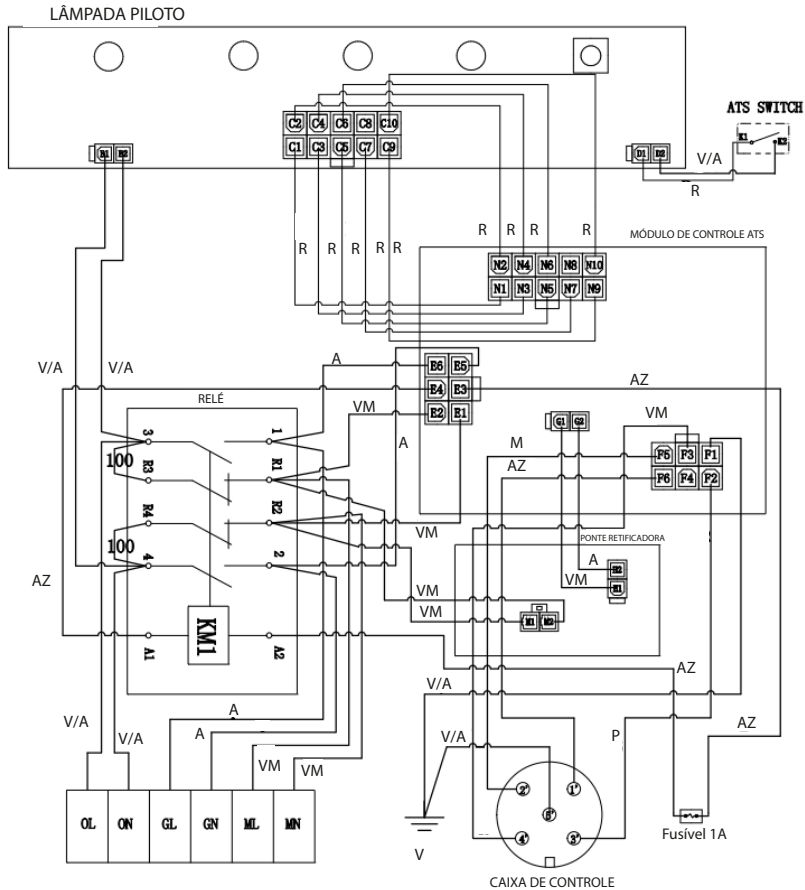 LÂMPADA PILOTO
C2 C4 C6 C8 C10
C1 C3 C5 C7 C9
ATS SWITCH
K1 K2
B1 B2
D1 D2
V/A
R
R R R R
R R R R R
MÓDULO DE CONTROLE ATS
N2 N4 N6 N8 N10
N1 N3 N5 N7 N9
V/A V/A
A
E6 E5
E4 E3
E2 E1
AZ
RELÉ
VM
A
G1 G2
VM
M
AZ
F5 F3 F1
F6 F4 F2
3 1
100 R3 R1
R4 R2
100 4 2
VM
PONTE RETIFICADORA
A
VM
H2
H1
AZ
VM
VM
M1 M2
KM1
A1 A2
AZ
V/A
V/A
A
V/A
A
VM
VM
V/A
P
AZ
OL ON GL GN ML MN
2' 1'
5'
4' 3'
V
Fusível 1A
CAIXA DE CONTROLE